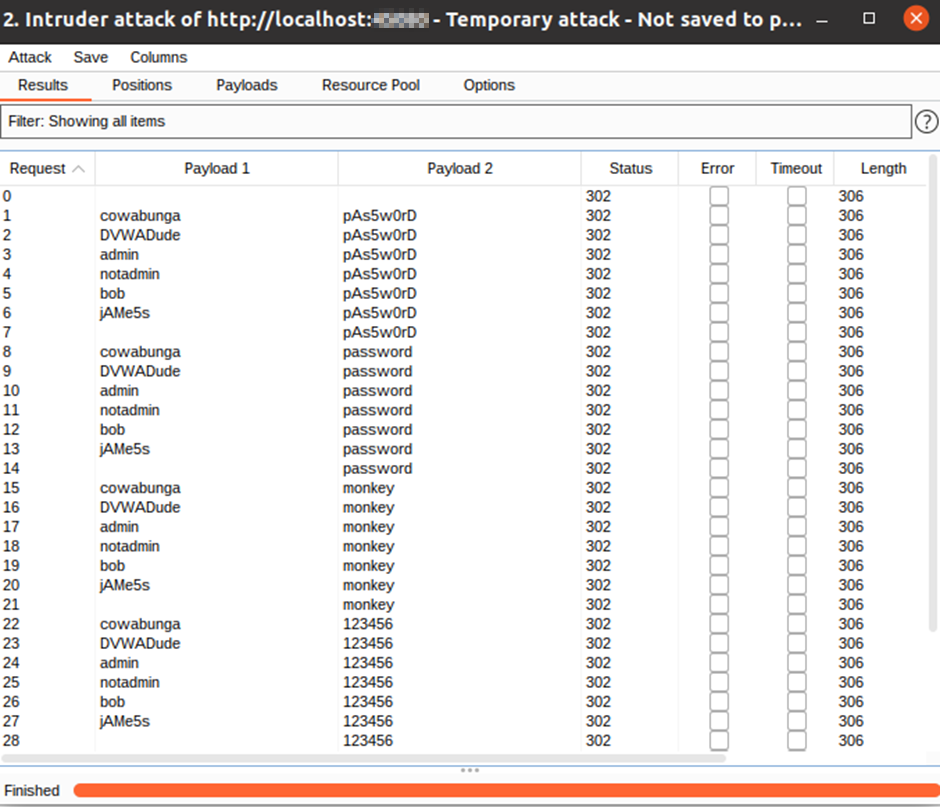 2. Intruder attack of http://localhost: - Temporary attack - Not saved to p...
Attack Save Columns
Results Positions Payloads Resource Pool Options
Filter: Showing all items ?
Request Payload 1 Payload 2 Status Error Timeout Length
0 302 306
1 cowabunga pAs5w0rD 302 306
2 DVWADude pAs5w0rD 302 306
3 admin pAs5w0rD 302 306
4 notadmin pAs5w0rD 302 306
5 bob pAs5w0rD 302 306
6 jAMe5s pAs5w0rD 302 306
7 pAs5w0rD 302 306
8 cowabunga password 302 306
9 DVWADude password 302 306
10 admin password 302 306
11 notadmin password 302 306
12 bob password 302 306
13 jAMe5s password 302 306
14 password 302 306
15 cowabunga monkey 302 306
16 DVWADude monkey 302 306
17 admin monkey 302 306
18 notadmin monkey 302 306
19 bob monkey 302 306
20 jAMe5s monkey 302 306
21 monkey 302 306
22 cowabunga 123456 302 306
23 DVWADude 123456 302 306
24 admin 123456 302 306
25 notadmin 123456 302 306
26 bob 123456 302 306
27 jAMe5s 123456 302 306
28 123456 302 306
Finished